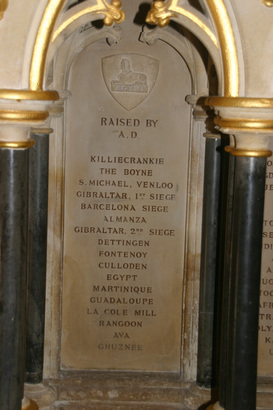 RAISED BY
A.D.
KILLIECRANKIE
THE BOYNE
S. MICHAEL, VENLOO
GIBRALTAR, 1ST SIEGE
BARCELONA SIEGE
ALMANZA
GIBRALTAR, 2ND SIEGE
DETTINGEN
FONTENOY
CULLODEN
EGYPT
MARTINIQUE
GUADALOUPE
LA COLE MILL
RANGOON
AVA
GHUZNEE